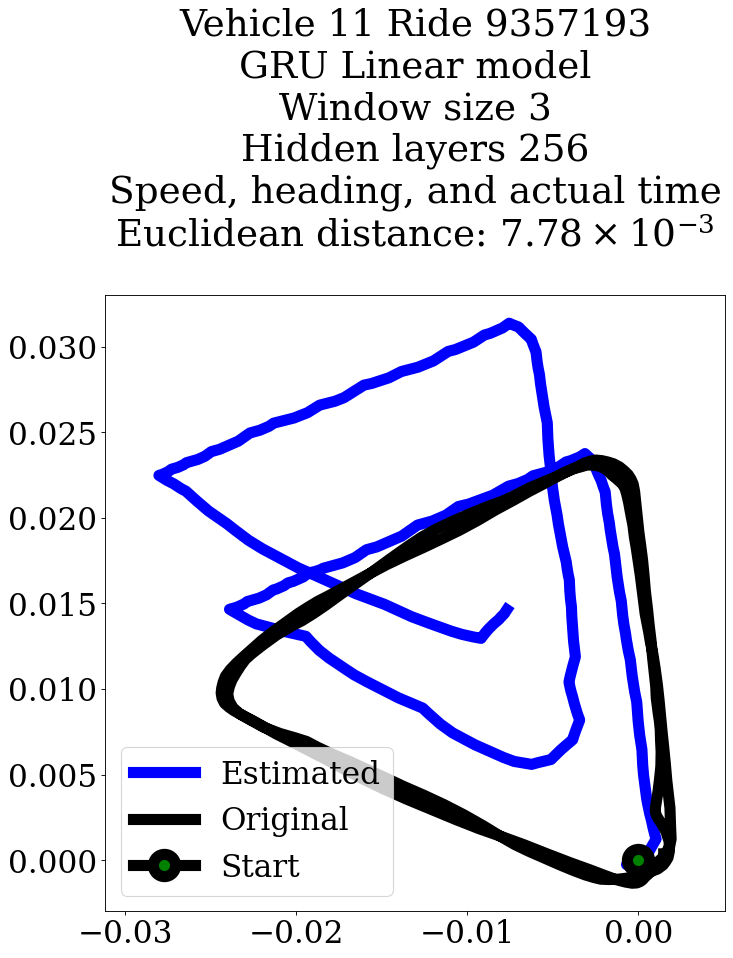 Vehicle 11 Ride 9357193
GRU Linear model
Window size 3
Hidden layers 256
Speed, heading, and actual time
Euclidean distance: 7.78 × 10⁻³
0.030
0.025
0.020
0.015
0.010
0.005
0.000
Estimated
Original
Start
−0.03 −0.02 −0.01 0.00